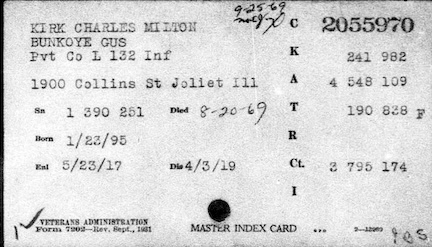 9-25-69
KIRK CHARLES MILTON C 2055970
BUNKOYE GUS
Pvt Co L 132 Inf K 241 982
1900 Collins St Joliet Ill A 4 548 109
Sn 1 390 251 Died 8-20-69 T 190 838 F
Born 1/23/95 R
Enl 5/23/17 Dis 4/3/19 Ct. 3 795 174
I
VETERANS ADMINISTRATION
Form 7202—Rev. Sept., 1931 MASTER INDEX CARD